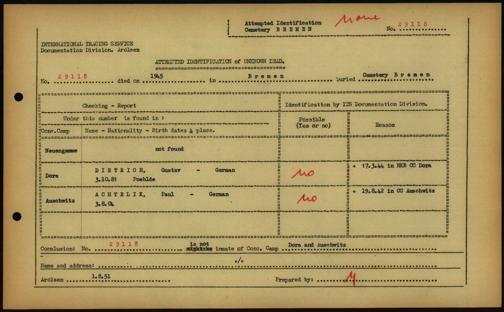 Attempted Identification
Cemetery BREMEN No. 29118
None
INTERNATIONAL TRACING SERVICE
Documentation Division, Arolsen
ATTEMPTED IDENTIFICATION of UNKNOWN DEAD.
No. 29118 died on 1945 in Bremen buried Cemetery Bremen
Checking - Report Identification by ITS Documentation Division.
Under this number is found in : Possible (Yes or no) Reason
Conc.Camp Name - Nationality - Birth dates & place.
Neuengamme not found
Dora DIETRICH, Gustav - German no + 17.3.44 in HKB CC Dora
3.10.81 Poehlde
Auschwitz ACHTELIK, Paul - German no + 19.8.42 in CC Auschwitz
3.6.04
Conclusion: No. 29118 is not inmate of Conc. Camp Dora and Auschwitz
Name and address: -/-
Arolsen 1.8.51 Prepared by: